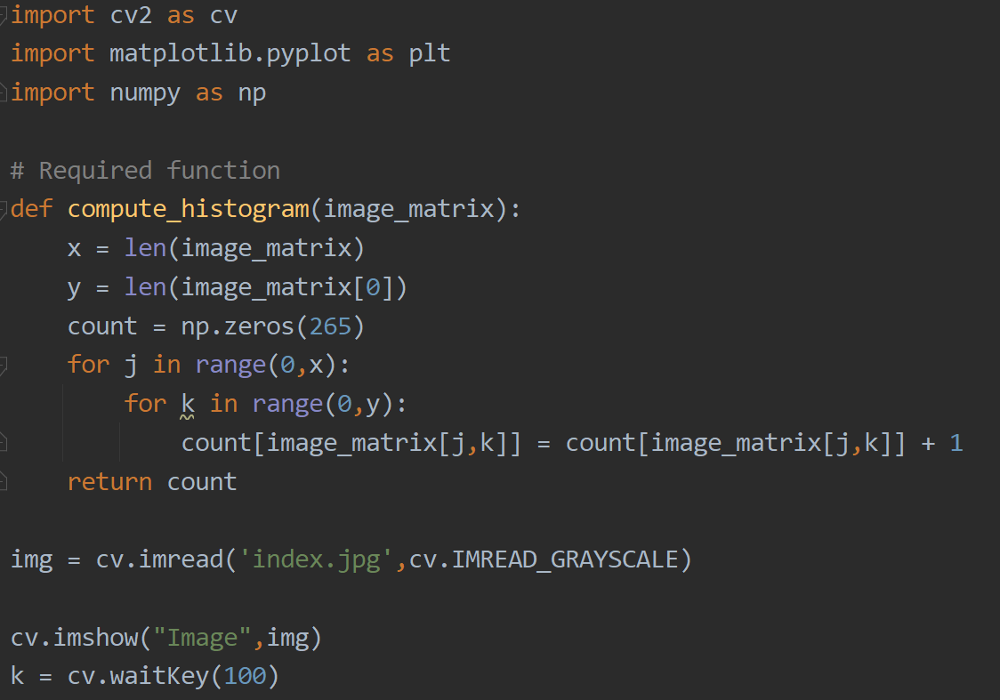 import cv2 as cv
import matplotlib.pyplot as plt
import numpy as np
# Required function
def compute_histogram(image_matrix):
    x = len(image_matrix)
    y = len(image_matrix[0])
    count = np.zeros(265)
    for j in range(0,x):
        for k in range(0,y):
            count[image_matrix[j,k]] = count[image_matrix[j,k]] + 1
    return count
img = cv.imread('index.jpg',cv.IMREAD_GRAYSCALE)
cv.imshow("Image",img)
k = cv.waitKey(100)